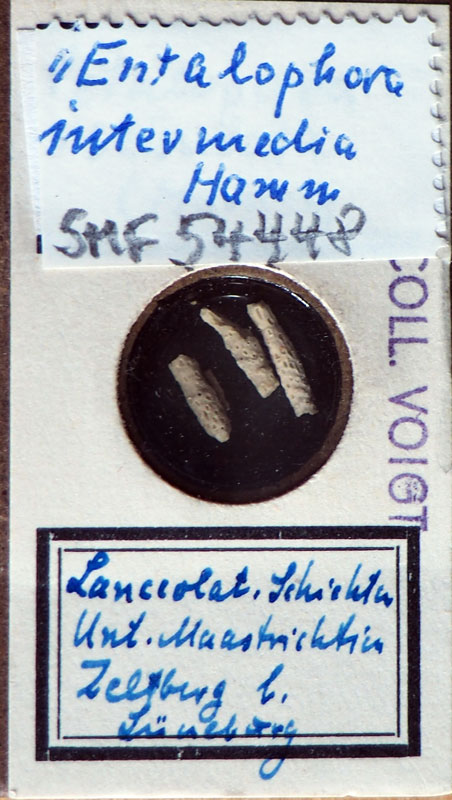 "Entalophora
intermedia
Hamm
SMF 54448
COLL. VOIGT
Lanceolat. Schichten
Unt. Maastrichtien
Zeltberg b.
Lüneburg